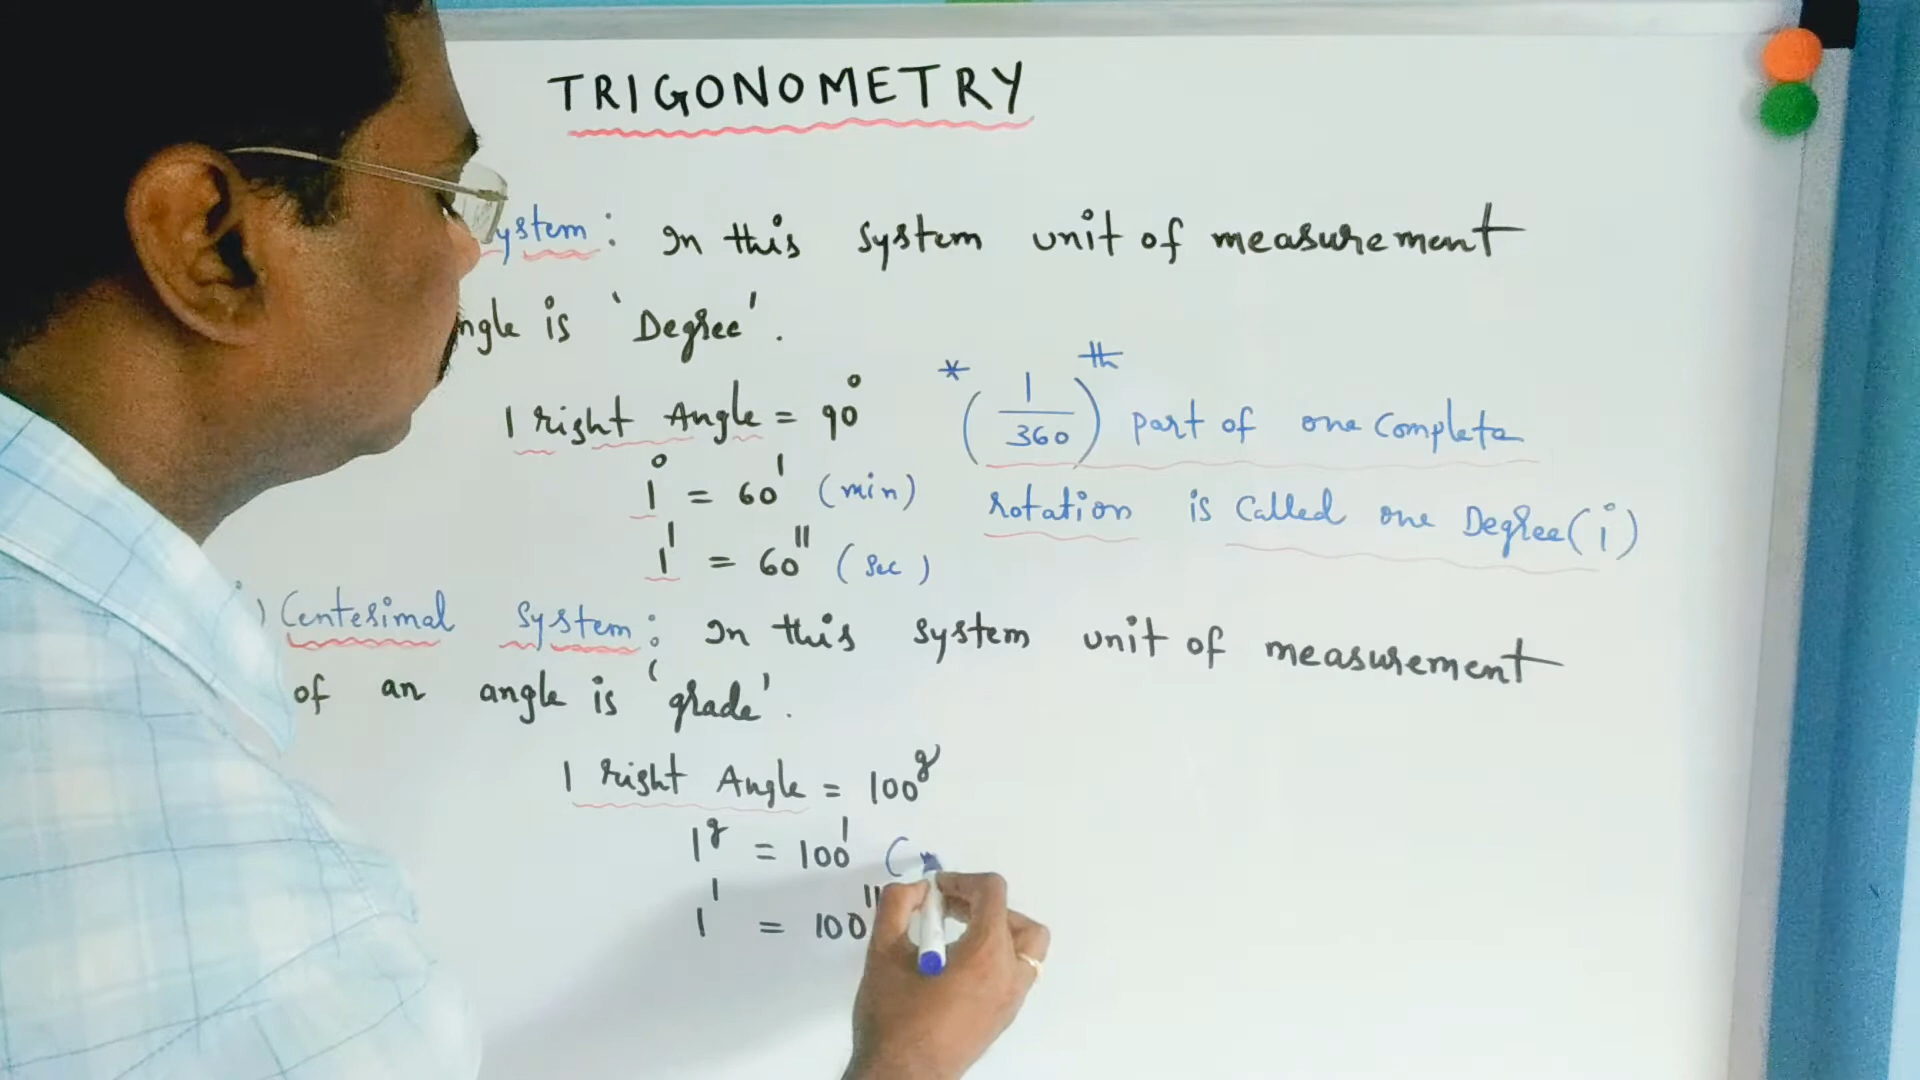 TRIGONOMETRY
ystem: In this system unit of measurement
ngle is 'Degree'.
1 right Angle = 90°
1° = 60' (min)
1' = 60" (sec)
* (1/360)th part of one complete
rotation is called one Degree (1°)
) Centesimal System: In this system unit of measurement
of an angle is 'grade'.
1 right Angle = 100g
1g = 100' (
1' = 100"